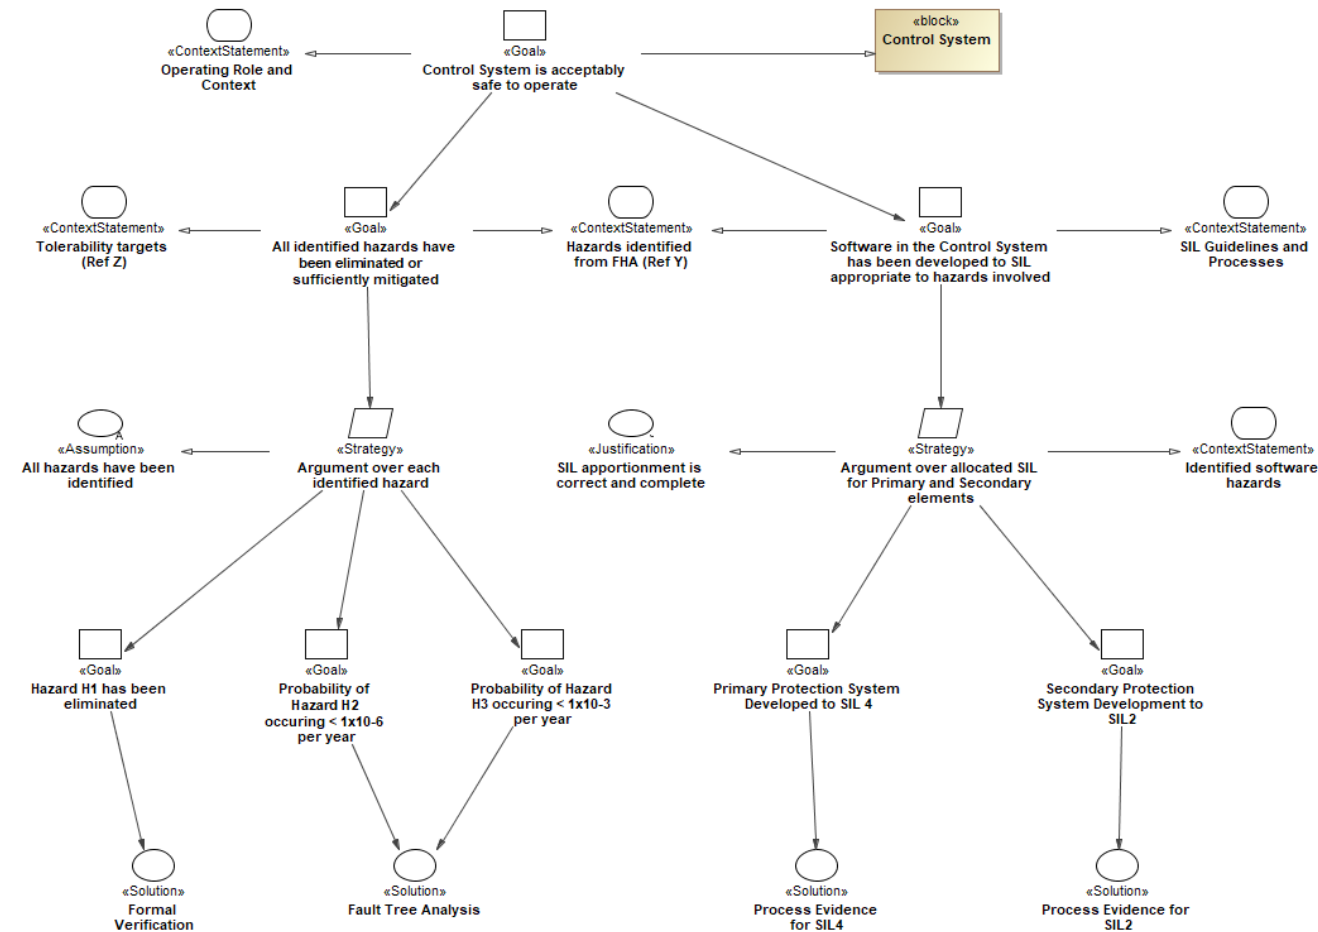 «ContextStatement»
Operating Role and
Context
«Goal»
Control System is acceptably
safe to operate
«block»
Control System
«ContextStatement»
Tolerability targets
(Ref Z)
«Goal»
All identified hazards have
been eliminated or
sufficiently mitigated
«ContextStatement»
Hazards identified
from FHA (Ref Y)
«Goal»
Software in the Control System
has been developed to SIL
appropriate to hazards involved
«ContextStatement»
SIL Guidelines and
Processes
A
«Assumption»
All hazards have been
identified
«Strategy»
Argument over each
identified hazard
«Justification»
SIL apportionment is
correct and complete
«Strategy»
Argument over allocated SIL
for Primary and Secondary
elements
«ContextStatement»
Identified software
hazards
«Goal»
Hazard H1 has been
eliminated
«Goal»
Probability of
Hazard H2
occuring < 1x10-6
per year
«Goal»
Probability of Hazard
H3 occuring < 1x10-3
per year
«Goal»
Primary Protection System
Developed to SIL 4
«Goal»
Secondary Protection
System Development to
SIL2
«Solution»
Formal
Verification
«Solution»
Fault Tree Analysis
«Solution»
Process Evidence
for SIL4
«Solution»
Process Evidence for
SIL2